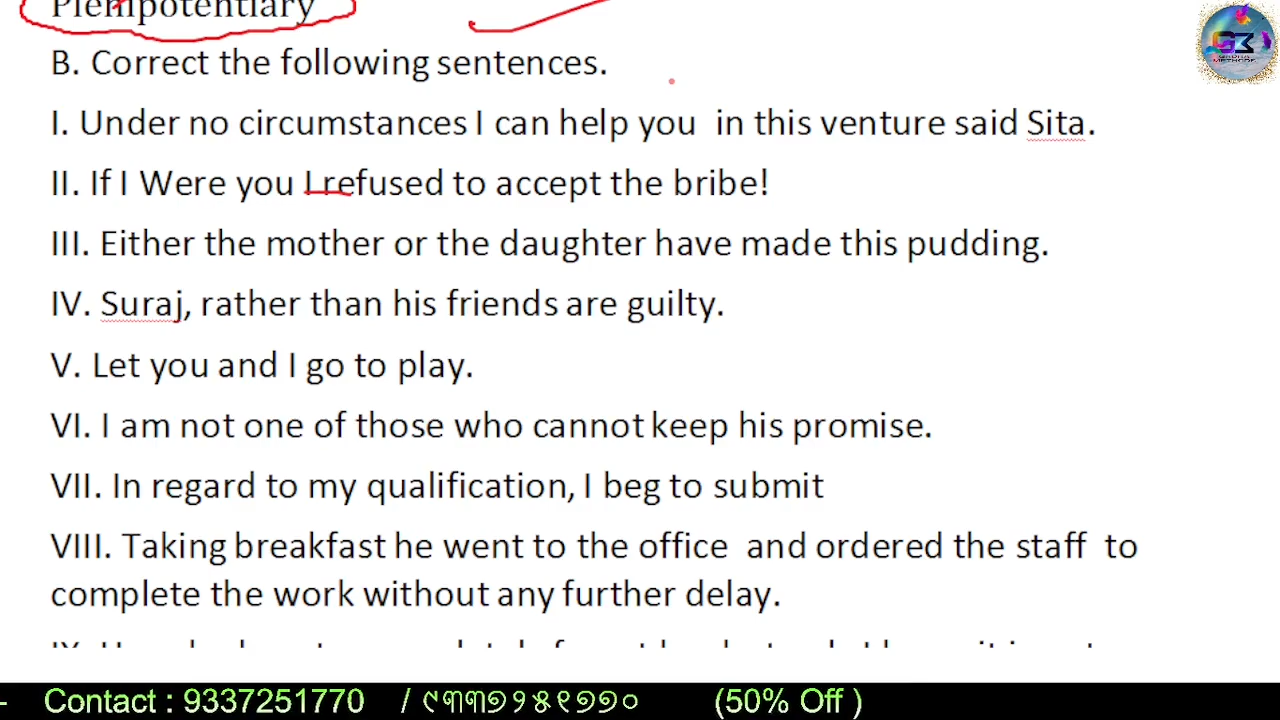 Plenipotentiary
B. Correct the following sentences.
I. Under no circumstances I can help you in this venture said Sita.
II. If I Were you I refused to accept the bribe!
III. Either the mother or the daughter have made this pudding.
IV. Suraj, rather than his friends are guilty.
V. Let you and I go to play.
VI. I am not one of those who cannot keep his promise.
VII. In regard to my qualification, I beg to submit
VIII. Taking breakfast he went to the office and ordered the staff to
complete the work without any further delay.
- Contact : 9337251770 / ୯୩୩୭୨୫୧୭୭୦ (50% Off )